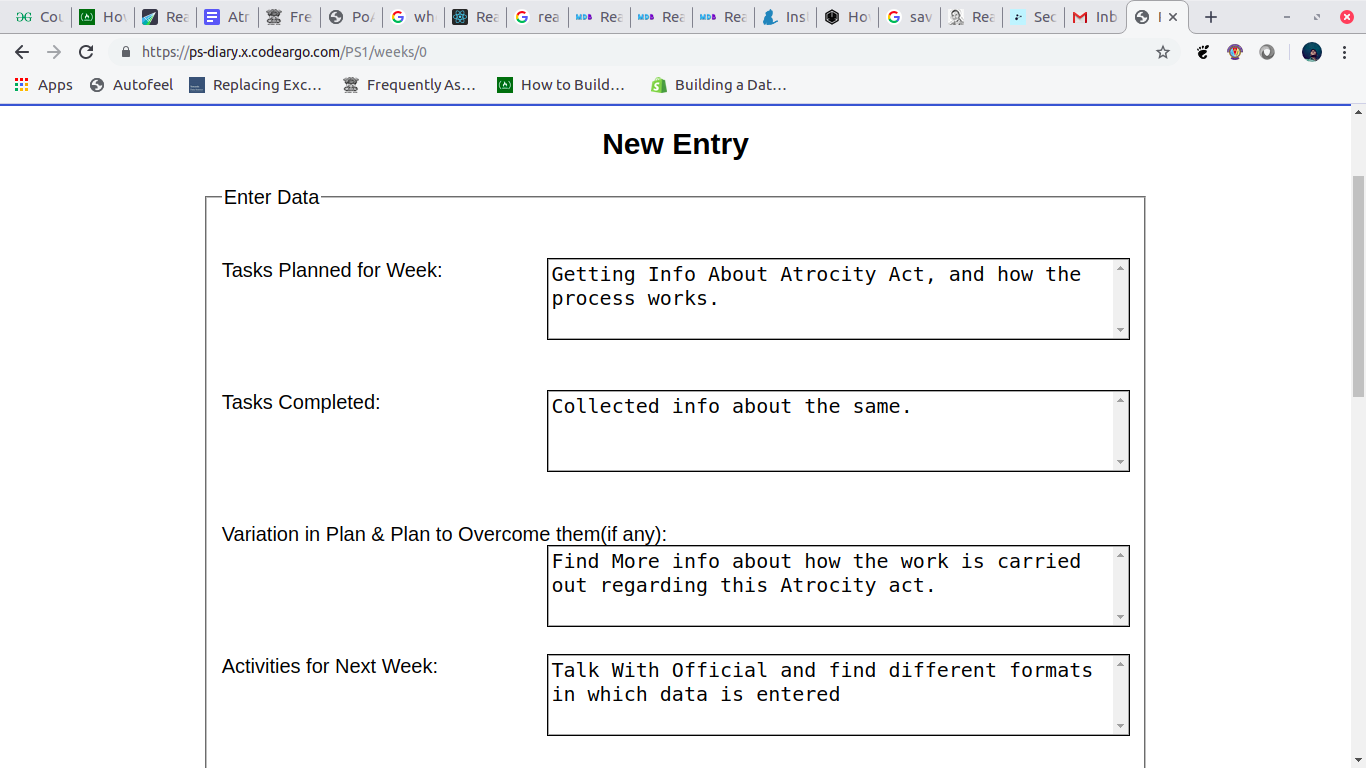 Cou Hov Rea Atr Fre PoA wh Rea rea Rea Rea Rea Inst Hov sav Rea Sec Inb I
https://ps-diary.x.codeargo.com/PS1/weeks/0
Apps Autofeel Replacing Exc... Frequently As... How to Build... Building a Dat...
New Entry
Enter Data
Tasks Planned for Week:
Getting Info About Atrocity Act, and how the
process works.
Tasks Completed:
Collected info about the same.
Variation in Plan & Plan to Overcome them(if any):
Find More info about how the work is carried
out regarding this Atrocity act.
Activities for Next Week:
Talk With Official and find different formats
in which data is entered